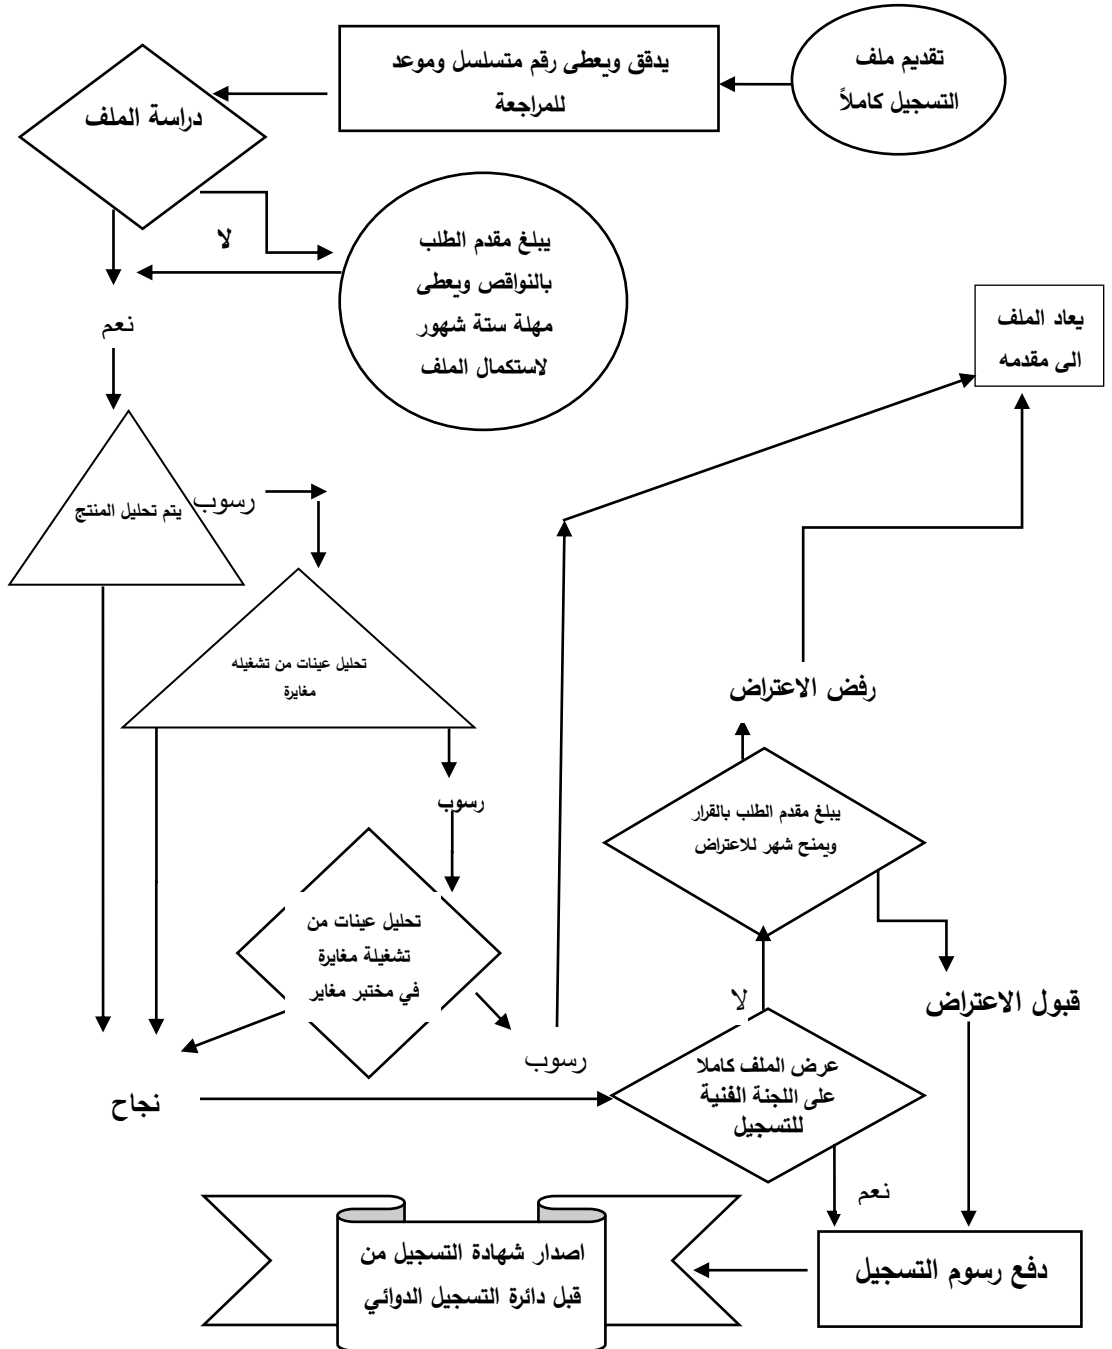 تقديم ملف
التسجيل كاملاً
يدقق ويعطى رقم متسلسل وموعد
للمراجعة
دراسة الملف
لا
يبلغ مقدم الطلب
بالنواقص ويعطى
مهلة ستة شهور
لاستكمال الملف
نعم
يعاد الملف
الى مقدمه
يتم تحليل المنتج
رسوب
تحليل عينات من تشغيله
مغايرة
رسوب
رفض الاعتراض
يبلغ مقدم الطلب بالقرار
ويمنح شهر للاعتراض
تحليل عينات من
تشغيلة مغايرة
في مختبر مغاير
لا
قبول الاعتراض
رسوب
عرض الملف كاملا
على اللجنة الفنية
للتسجيل
نجاح
نعم
دفع رسوم التسجيل
اصدار شهادة التسجيل من
قبل دائرة التسجيل الدوائي